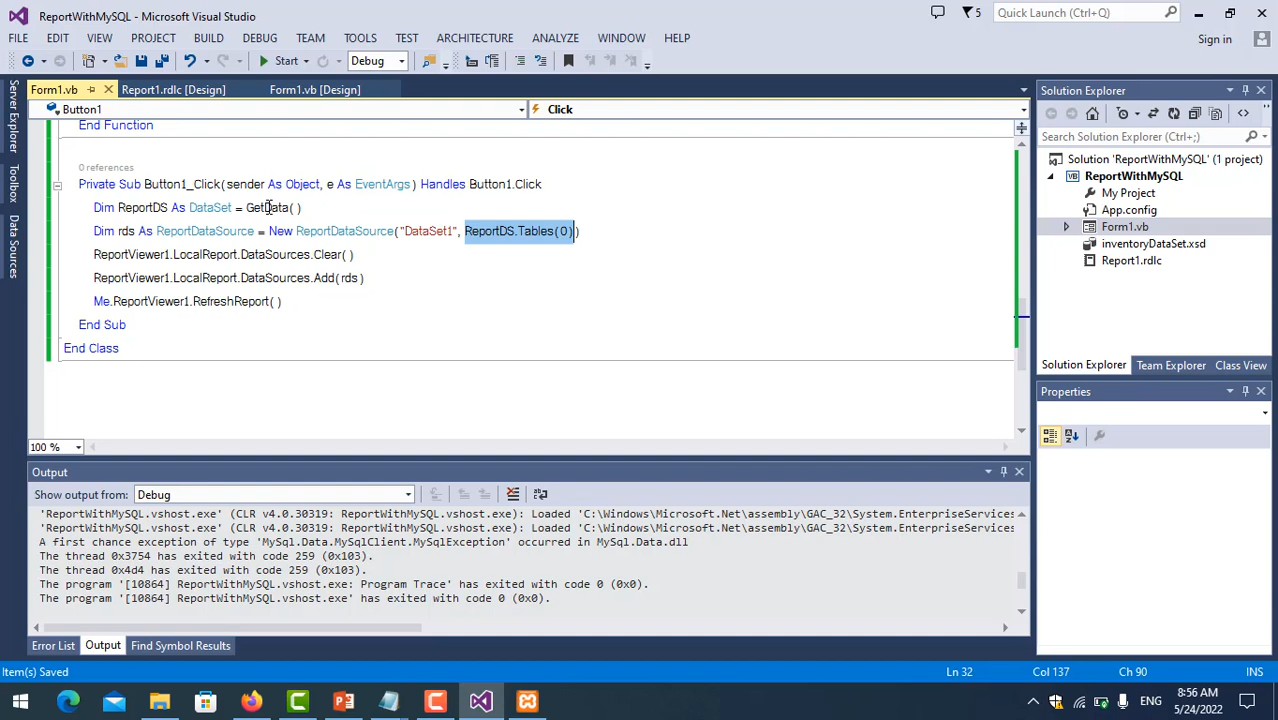 ReportWithMySQL - Microsoft Visual Studio
5
Quick Launch (Ctrl+Q)
FILE EDIT VIEW PROJECT BUILD DEBUG TEAM TOOLS TEST ARCHITECTURE ANALYZE WINDOW HELP
Sign in
Start
Debug
Server Explorer
Toolbox
Data Sources
Form1.vb
Report1.rdlc [Design]
Form1.vb [Design]
Button1
Click
End Function
0 references
Private Sub Button1_Click(sender As Object, e As EventArgs) Handles Button1.Click
Dim ReportDS As DataSet = GetData()
Dim rds As ReportDataSource = New ReportDataSource("DataSet1", ReportDS.Tables(0))
ReportViewer1.LocalReport.DataSources.Clear()
ReportViewer1.LocalReport.DataSources.Add(rds)
Me.ReportViewer1.RefreshReport()
End Sub
End Class
100 %
Solution Explorer
Search Solution Explorer (Ctrl+;)
Solution 'ReportWithMySQL' (1 project)
ReportWithMySQL
My Project
App.config
Form1.vb
inventoryDataSet.xsd
Report1.rdlc
Solution Explorer Team Explorer Class View
Properties
Output
Show output from: Debug
'ReportWithMySQL.vshost.exe' (CLR v4.0.30319: ReportWithMySQL.vshost.exe): Loaded 'C:\Windows\Microsoft.Net\assembly\GAC_32\System.EnterpriseServices
'ReportWithMySQL.vshost.exe' (CLR v4.0.30319: ReportWithMySQL.vshost.exe): Loaded 'C:\Windows\Microsoft.Net\assembly\GAC_32\System.EnterpriseServices
A first chance exception of type 'MySql.Data.MySqlClient.MySqlException' occurred in MySql.Data.dll
The thread 0x3754 has exited with code 259 (0x103).
The thread 0x4d4 has exited with code 259 (0x103).
The program '[10864] ReportWithMySQL.vshost.exe: Program Trace' has exited with code 0 (0x0).
The program '[10864] ReportWithMySQL.vshost.exe' has exited with code 0 (0x0).
Error List Output Find Symbol Results
Item(s) Saved
Ln 32
Col 137
Ch 90
INS
ENG
8:56 AM
5/24/2022